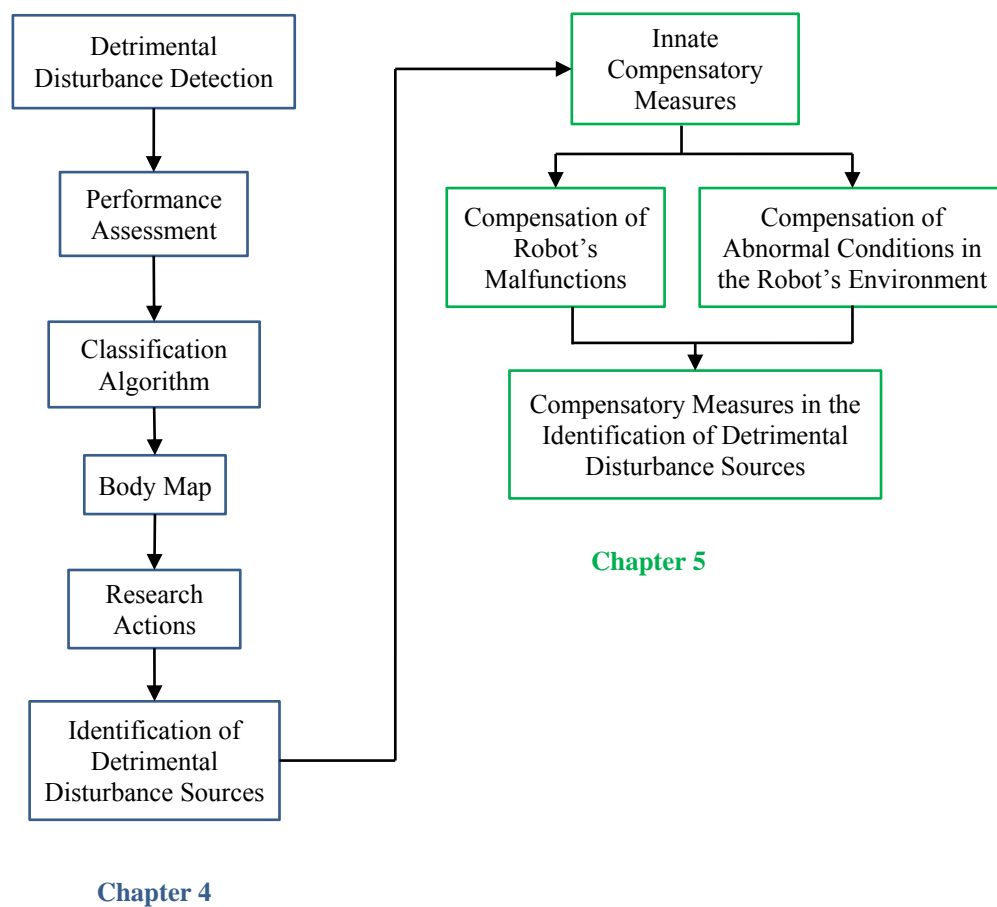 Detrimental
Disturbance Detection
Performance
Assessment
Classification
Algorithm
Body Map
Research
Actions
Identification of
Detrimental
Disturbance Sources
Chapter 4
Innate
Compensatory
Measures
Compensation of
Robot’s
Malfunctions
Compensation of
Abnormal Conditions in
the Robot’s Environment
Compensatory Measures in the
Identification of Detrimental
Disturbance Sources
Chapter 5